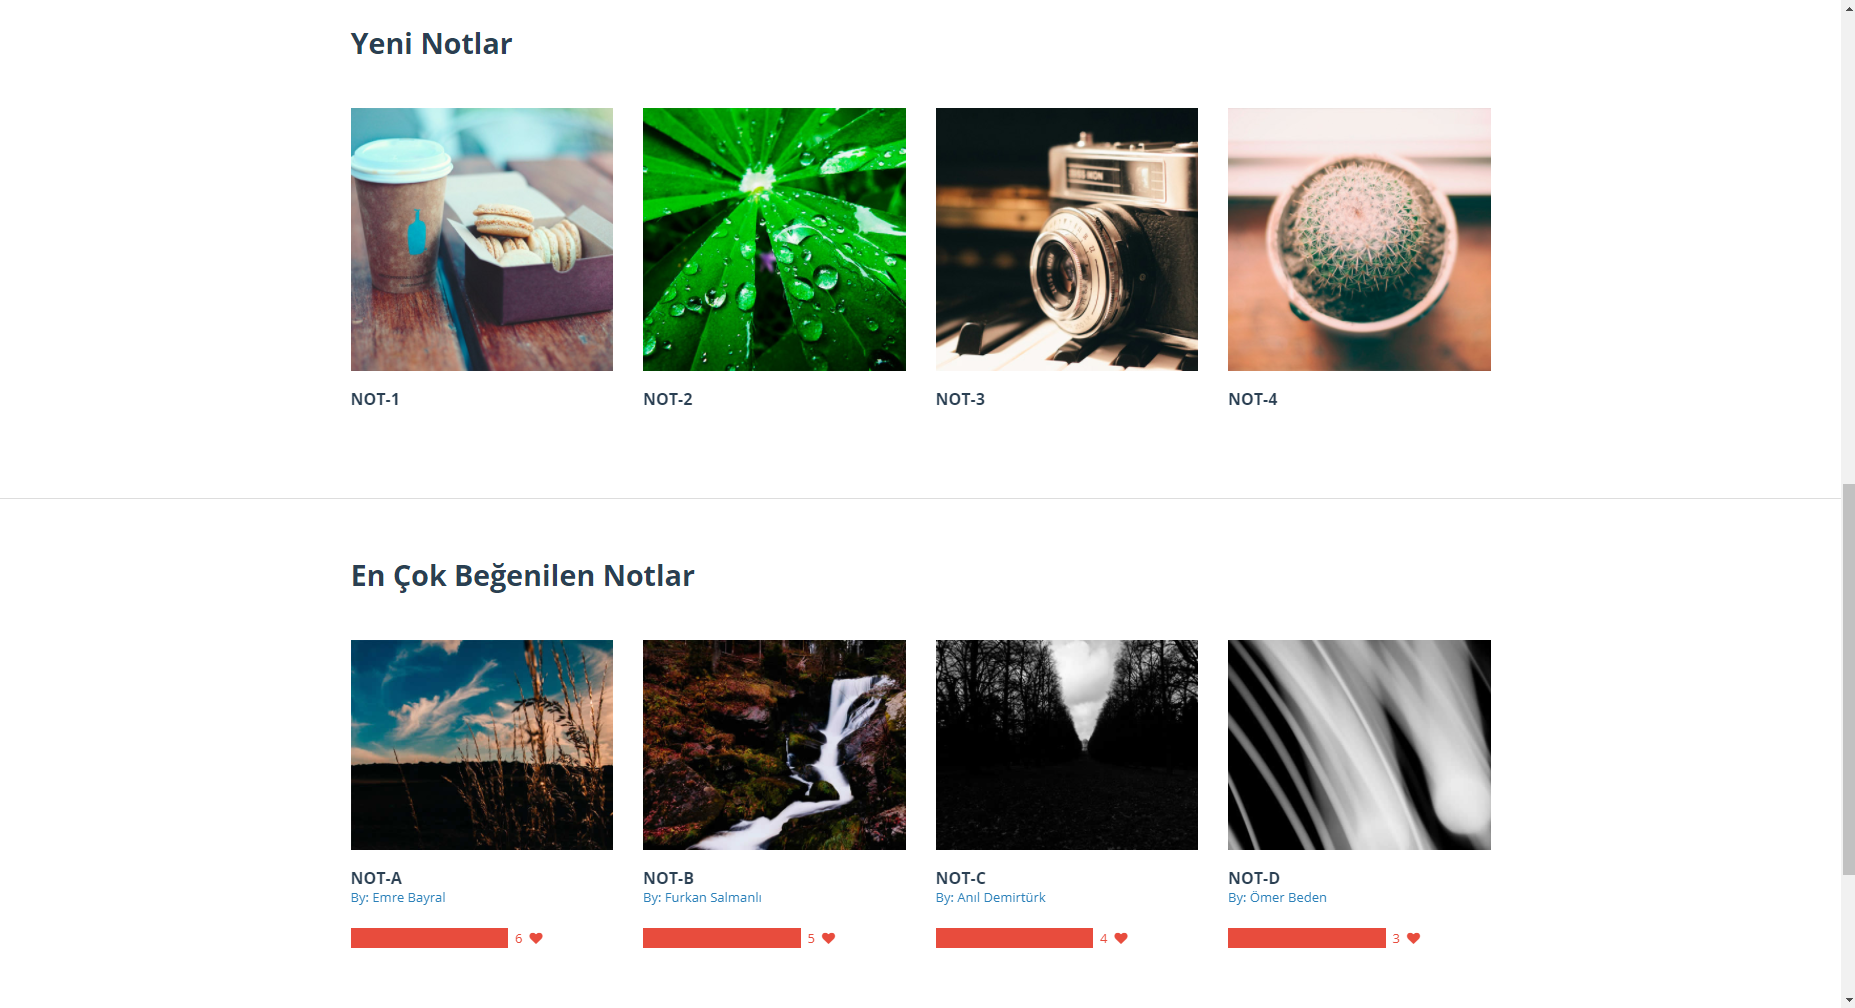 Yeni Notlar
NOT-1
NOT-2
NOT-3
NOT-4
En Çok Beğenilen Notlar
NOT-A
By: Emre Bayral
6
NOT-B
By: Furkan Salmanlı
5
NOT-C
By: Anıl Demirtürk
4
NOT-D
By: Ömer Beden
3